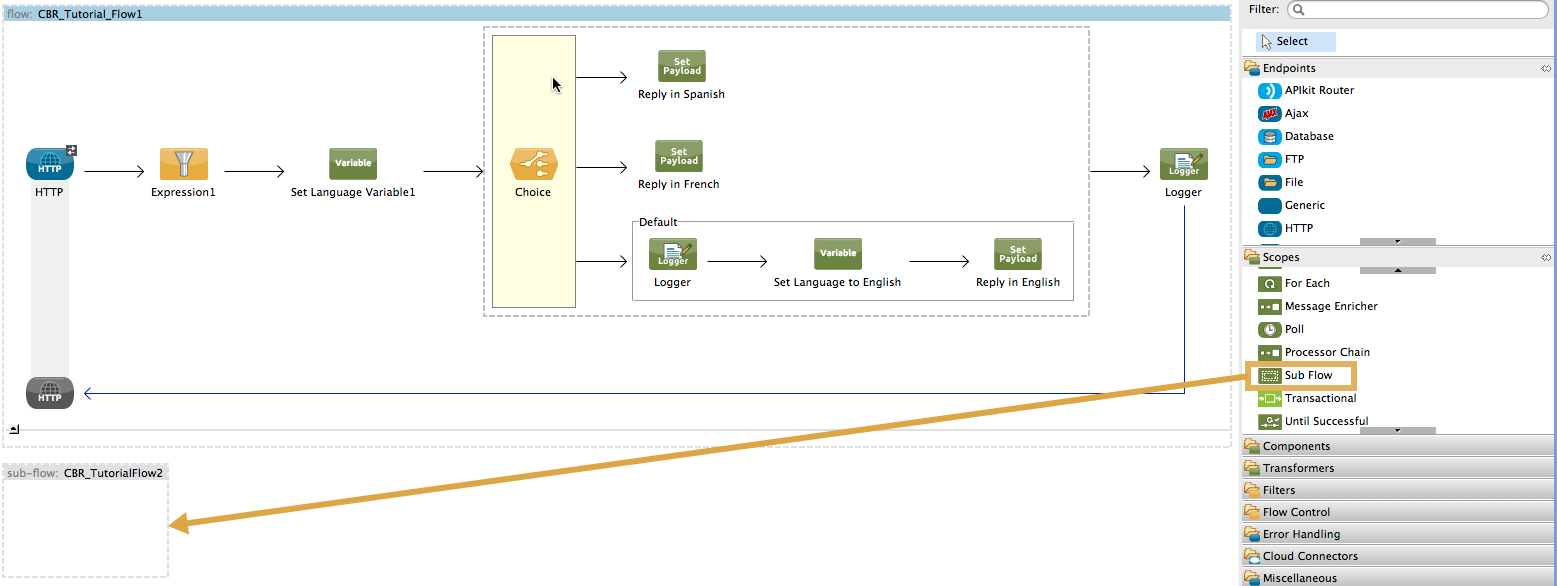 flow: CBR_Tutorial_Flow1
Set Payload
Reply in Spanish
HTTP
HTTP
Expression1
Variable
Set Language Variable1
Choice
Set Payload
Reply in French
Logger
Logger
Default
Logger
Logger
Variable
Set Language to English
Set Payload
Reply in English
HTTP
sub-flow: CBR_TutorialFlow2
Filter:
Select
Endpoints
APIkit Router
Ajax
Database
FTP
File
Generic
HTTP
Scopes
For Each
Message Enricher
Poll
Processor Chain
Sub Flow
Transactional
Until Successful
Components
Transformers
Filters
Flow Control
Error Handling
Cloud Connectors
Miscellaneous